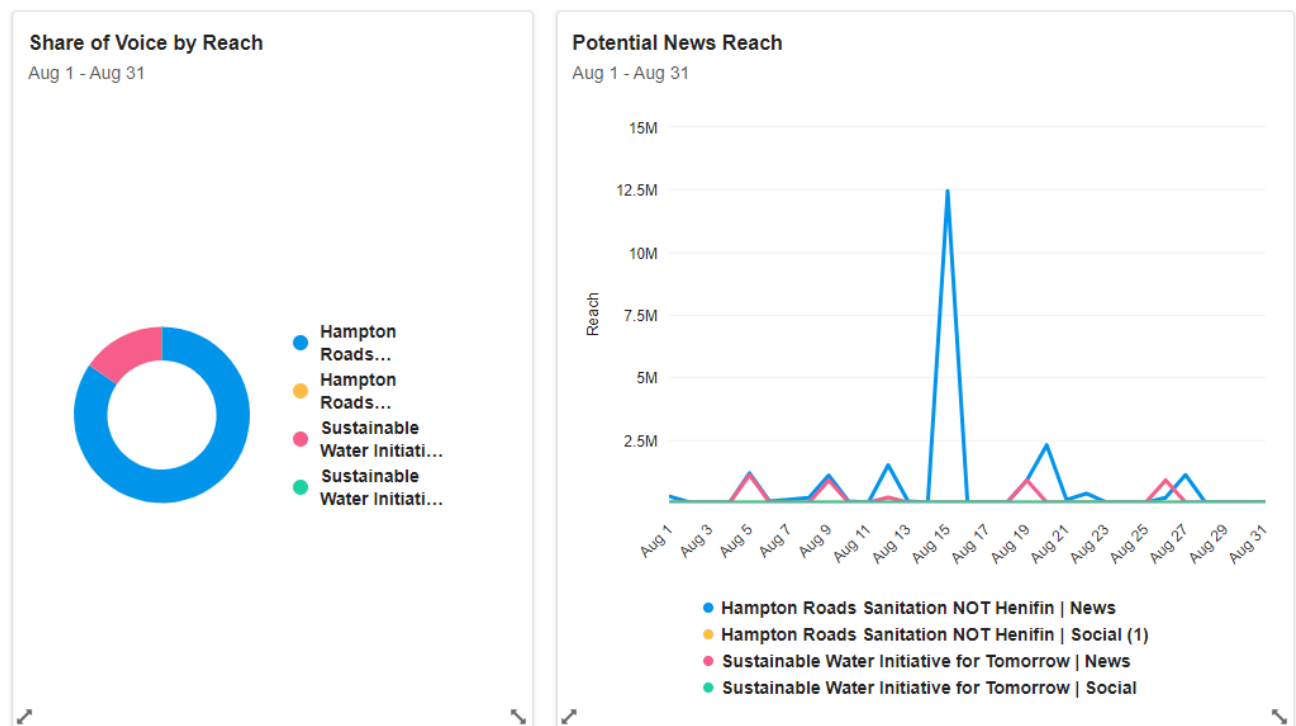 Share of Voice by Reach
Aug 1 - Aug 31
Hampton
Roads...
Hampton
Roads...
Sustainable
Water Initiati...
Sustainable
Water Initiati...
Potential News Reach
Aug 1 - Aug 31
15M
12.5M
10M
7.5M
5M
2.5M
Reach
Aug 1
Aug 3
Aug 5
Aug 7
Aug 9
Aug 11
Aug 13
Aug 15
Aug 17
Aug 19
Aug 21
Aug 23
Aug 25
Aug 27
Aug 29
Aug 31
Hampton Roads Sanitation NOT Henifin | News
Hampton Roads Sanitation NOT Henifin | Social (1)
Sustainable Water Initiative for Tomorrow | News
Sustainable Water Initiative for Tomorrow | Social